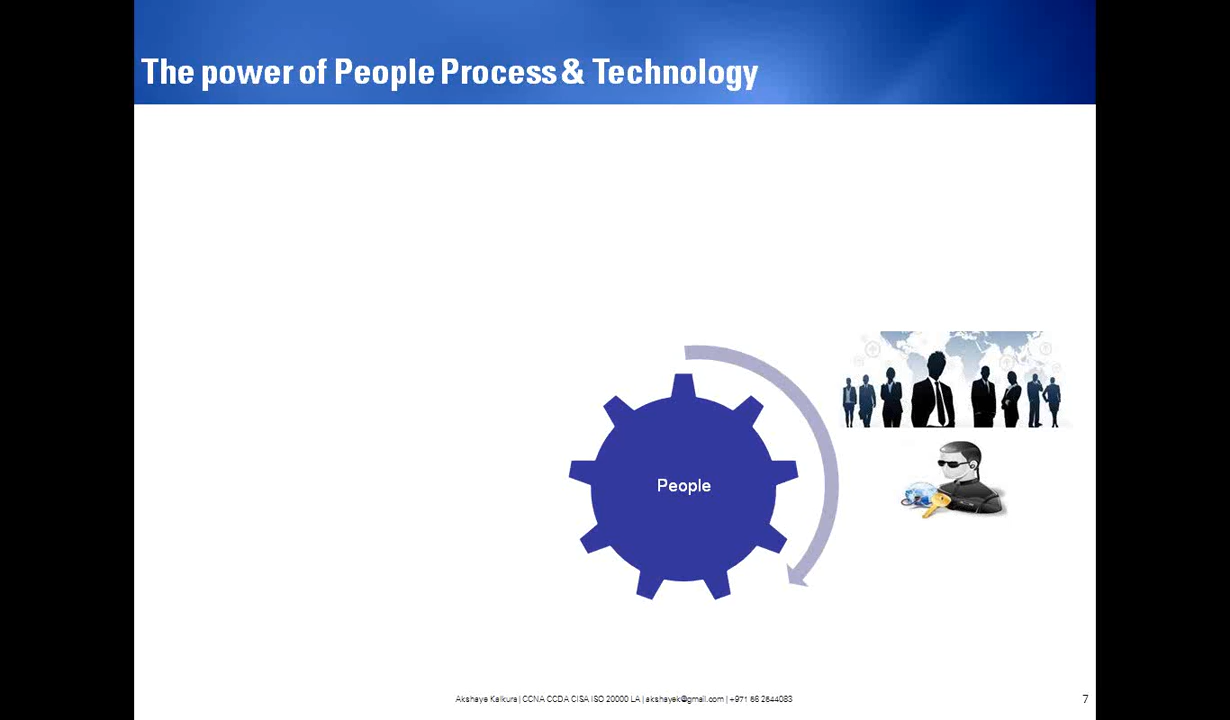 The power of People Process & Technology
People
Akshaye Kalkura | CCNA CCDA CISA ISO 20000 LA | akshayek@gmail.com | +971 2644083
7